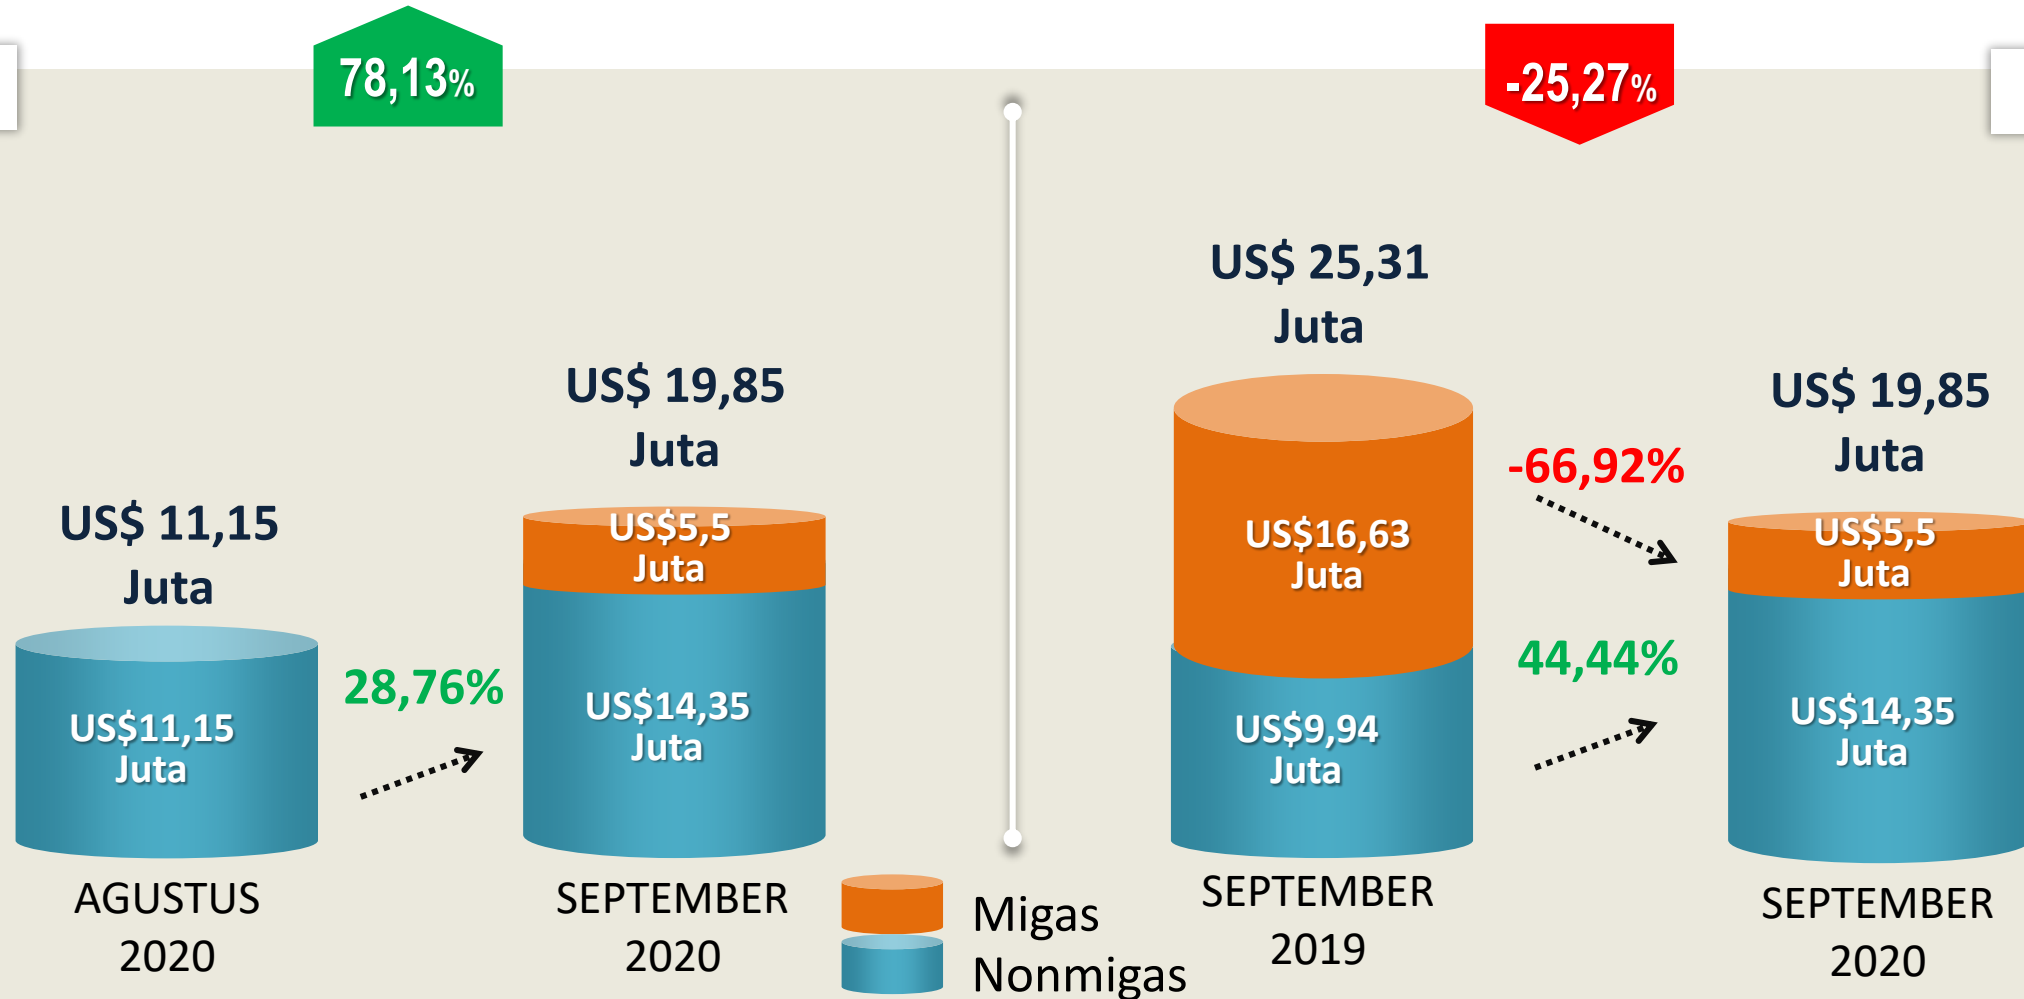 78,13%
-25,27%
US$ 11,15
Juta
US$11,15
Juta
AGUSTUS
2020
28,76%
US$ 19,85
Juta
US$5,5
Juta
US$14,35
Juta
SEPTEMBER
2020
Migas
Nonmigas
US$ 25,31
Juta
US$16,63
Juta
US$9,94
Juta
SEPTEMBER
2019
-66,92%
44,44%
US$ 19,85
Juta
US$5,5
Juta
US$14,35
Juta
SEPTEMBER
2020